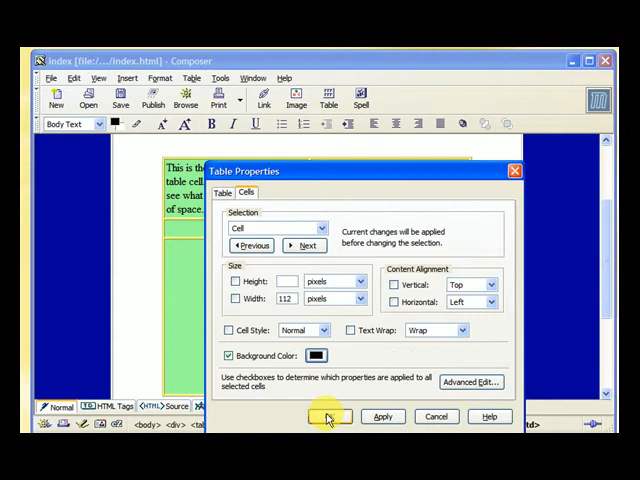 index [file:/.../index.html] - Composer
File Edit View Insert Format Table Tools Window Help
New Open Save Publish Browse Print Link Image Table Spell
Body Text B I U
This is the
table cell.
see what
of space.
Table Properties
Table Cells
Selection
Cell
Previous Next
Current changes will be applied
before changing the selection.
Size
Height: pixels
Width: 112 pixels
Content Alignment
Vertical: Top
Horizontal: Left
Cell Style: Normal Text Wrap: Wrap
Background Color:
Use checkboxes to determine which properties are applied to all
selected cells
Advanced Edit...
Apply Cancel Help
Normal HTML Tags <HTML> Source
<body> <div>